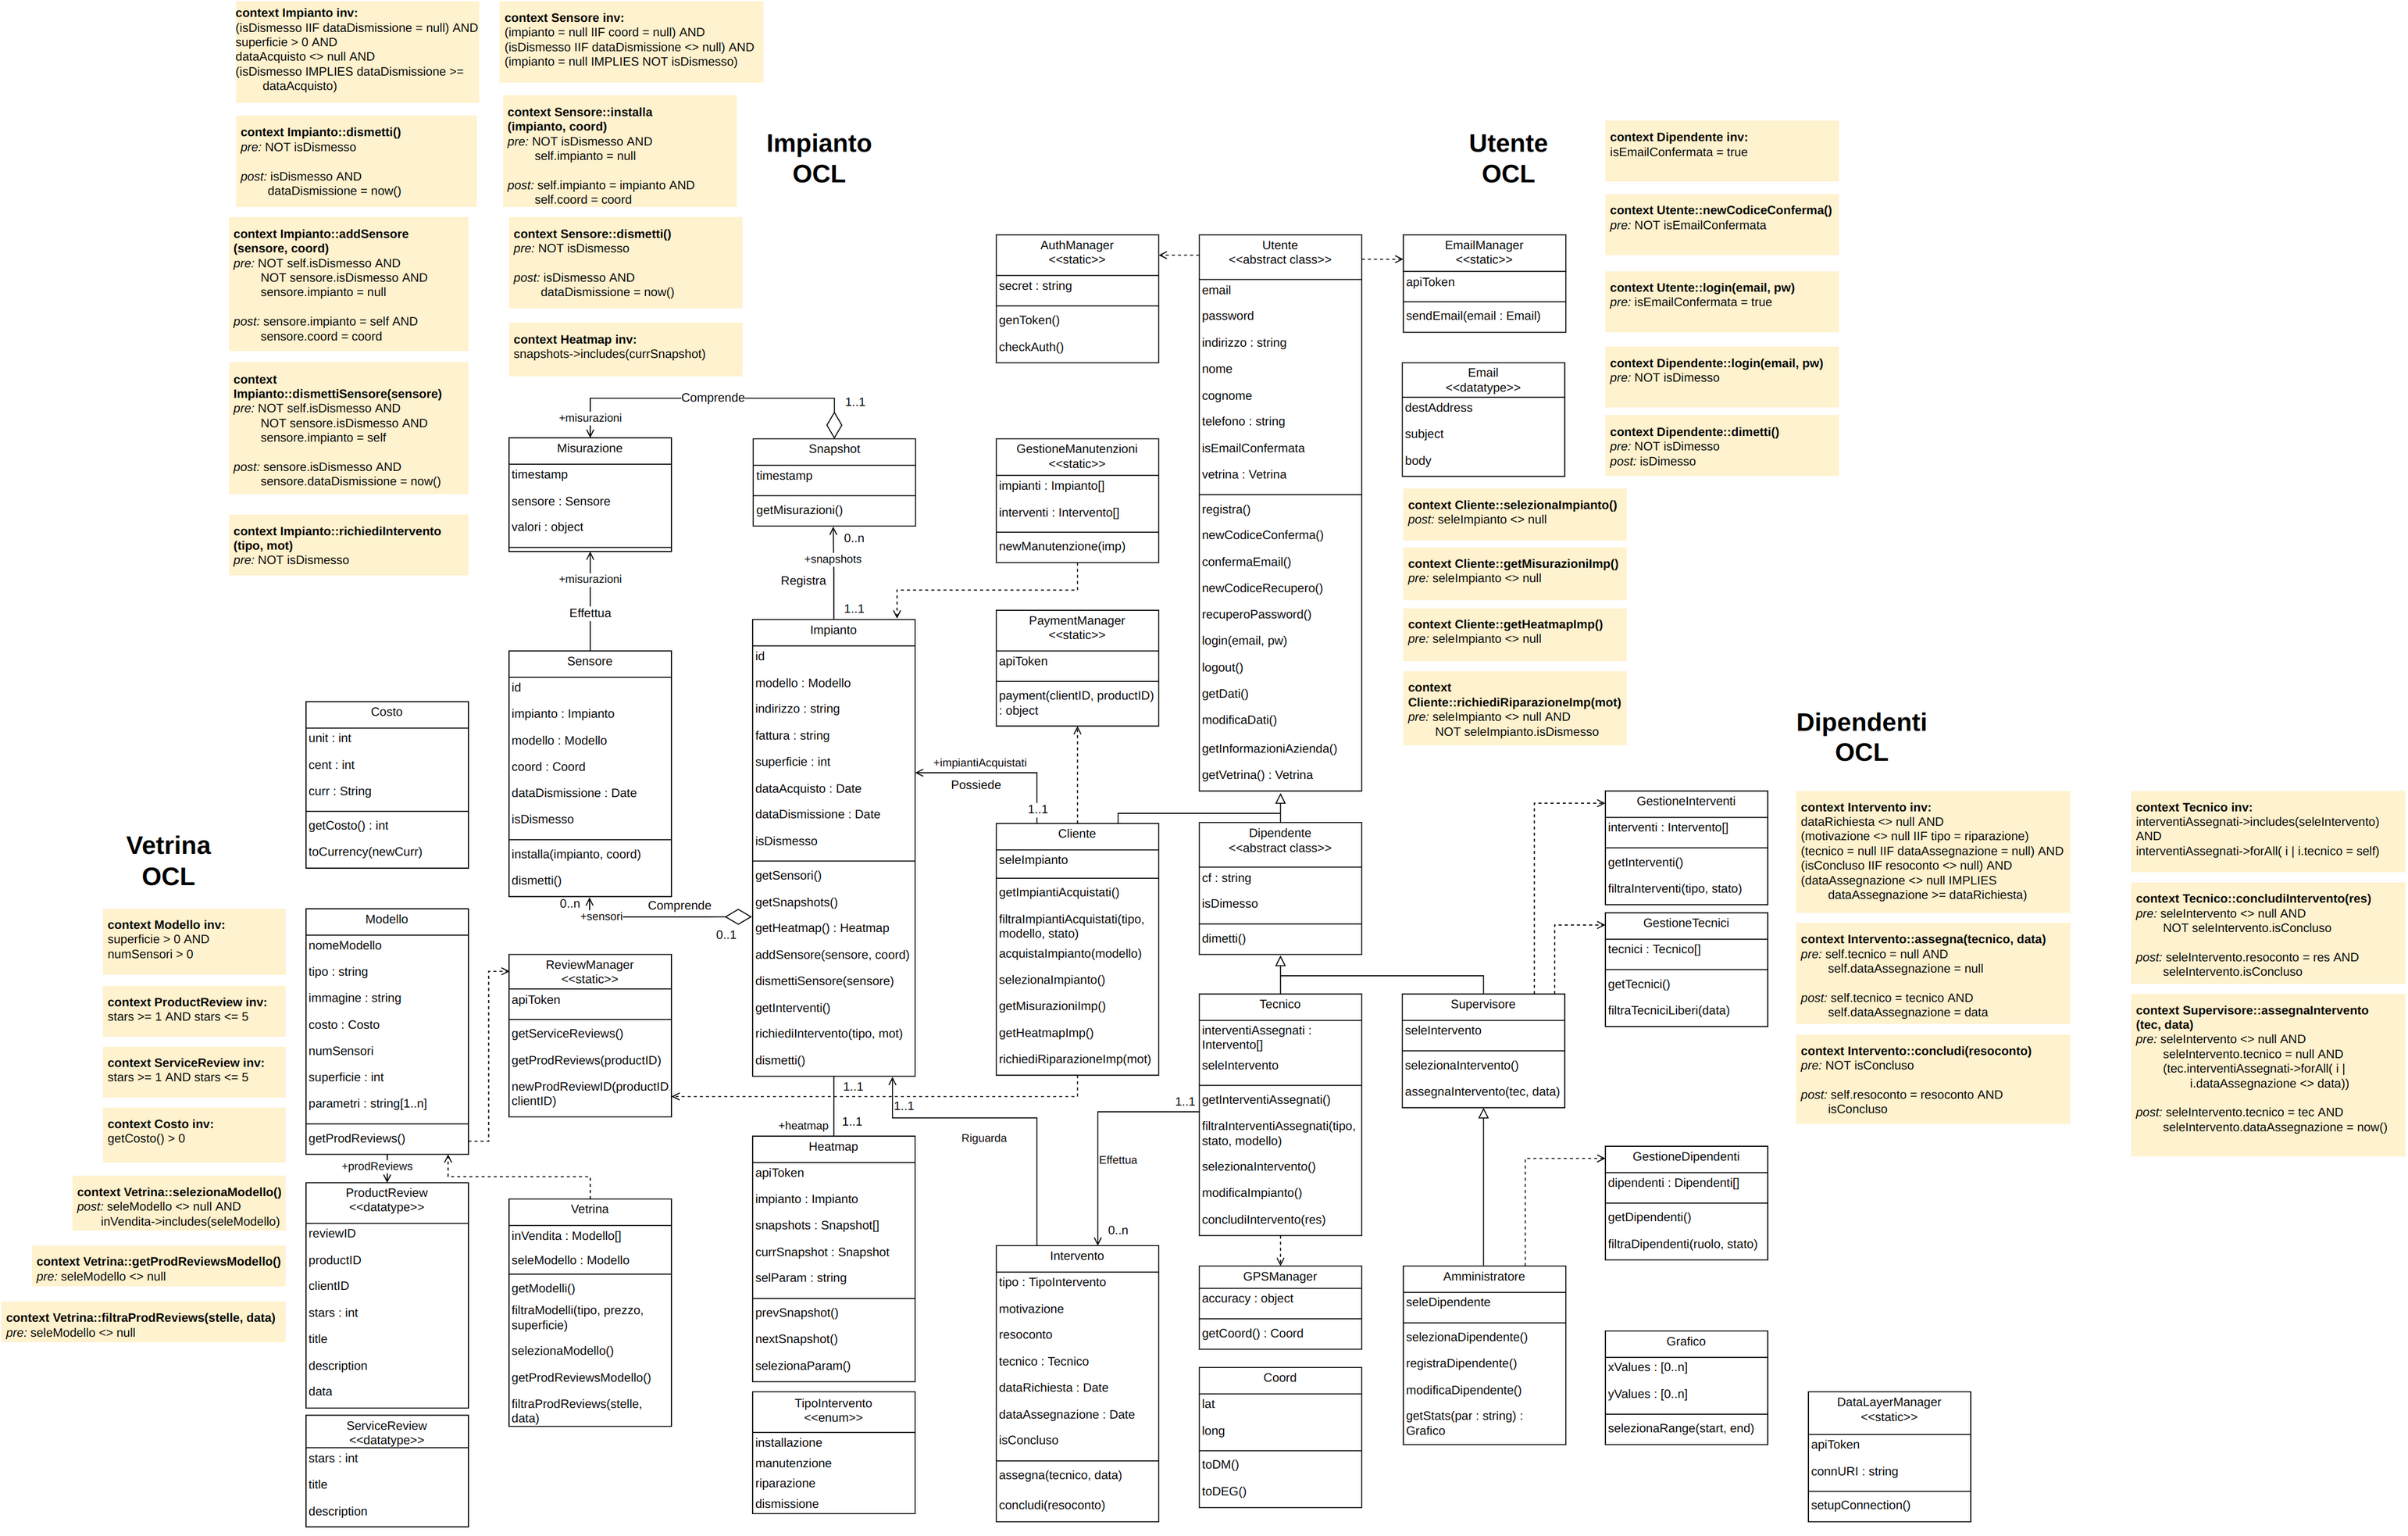 context Impianto inv:
(isDismesso IIF dataDismissione = null) AND
superficie > 0 AND
dataAcquisto <> null AND
(isDismesso IMPLIES dataDismissione >=
dataAcquisto)
context Impianto::dismetti()
pre: NOT isDismesso
post: isDismesso AND
dataDismissione = now()
context Impianto::addSensore
(sensore, coord)
pre: NOT self.isDismesso AND
NOT sensore.isDismesso AND
sensore.impianto = null
post: sensore.impianto = self AND
sensore.coord = coord
context
Impianto::dismettiSensore(sensore)
pre: NOT self.isDismesso AND
NOT sensore.isDismesso AND
sensore.impianto = self
post: sensore.isDismesso AND
sensore.dataDismissione = now()
context Impianto::richiediIntervento
(tipo, mot)
pre: NOT isDismesso
context Sensore inv:
(impianto = null IIF coord = null) AND
(isDismesso IIF dataDismissione <> null) AND
(impianto = null IMPLIES NOT isDismesso)
context Sensore::installa
(impianto, coord)
pre: NOT isDismesso AND
self.impianto = null
post: self.impianto = impianto AND
self.coord = coord
context Sensore::dismetti()
pre: NOT isDismesso
post: isDismesso AND
dataDismissione = now()
context Heatmap inv:
snapshots->includes(currSnapshot)
Impianto
OCL
Utente
OCL
context Dipendente inv:
isEmailConfermata = true
context Utente::newCodiceConferma()
pre: NOT isEmailConfermata
context Utente::login(email, pw)
pre: isEmailConfermata = true
context Dipendente::login(email, pw)
pre: NOT isDimesso
context Dipendente::dimetti()
pre: NOT isDimesso
post: isDimesso
context Cliente::selezionaImpianto()
post: seleImpianto <> null
context Cliente::getMisurazioniImp()
pre: seleImpianto <> null
context Cliente::getHeatmapImp()
pre: seleImpianto <> null
context
Cliente::richiediRiparazioneImp(mot)
pre: seleImpianto <> null AND
NOT seleImpianto.isDismesso
AuthManager
<<static>>
secret : string
genToken()
checkAuth()
Utente
<<abstract class>>
email
password
indirizzo : string
nome
cognome
telefono : string
isEmailConfermata
vetrina : Vetrina
registra()
newCodiceConferma()
confermaEmail()
newCodiceRecupero()
recuperoPassword()
login(email, pw)
logout()
getDati()
modificaDati()
getInformazioniAzienda()
getVetrina() : Vetrina
EmailManager
<<static>>
apiToken
sendEmail(email : Email)
Email
<<datatype>>
destAddress
subject
body
Comprende
1..1
+misurazioni
Misurazione
timestamp
sensore : Sensore
valori : object
Snapshot
timestamp
getMisurazioni()
GestioneManutenzioni
<<static>>
impianti : Impianto[]
interventi : Intervento[]
newManutenzione(imp)
+misurazioni
Effettua
0..n
+snapshots
Registra
1..1
Sensore
id
impianto : Impianto
modello : Modello
coord : Coord
dataDismissione : Date
isDismesso
installa(impianto, coord)
dismetti()
Impianto
id
modello : Modello
indirizzo : string
fattura : string
superficie : int
dataAcquisto : Date
dataDismissione : Date
isDismesso
getSensori()
getSnapshots()
getHeatmap() : Heatmap
addSensore(sensore, coord)
dismettiSensore(sensore)
getInterventi()
richiediIntervento(tipo, mot)
dismetti()
PaymentManager
<<static>>
apiToken
payment(clientID, productID)
: object
+impiantiAcquistati
Possiede
1..1
Cliente
seleImpianto
getImpiantiAcquistati()
filtraImpiantiAcquistati(tipo,
modello, stato)
acquistaImpianto(modello)
selezionaImpianto()
getMisurazioniImp()
getHeatmapImp()
richiediRiparazioneImp(mot)
Dipendente
<<abstract class>>
cf : string
isDimesso
dimetti()
Costo
unit : int
cent : int
curr : String
getCosto() : int
toCurrency(newCurr)
0..n
+sensori
Comprende
0..1
Vetrina
OCL
context Modello inv:
superficie > 0 AND
numSensori > 0
context ProductReview inv:
stars >= 1 AND stars <= 5
context ServiceReview inv:
stars >= 1 AND stars <= 5
context Costo inv:
getCosto() > 0
context Vetrina::selezionaModello()
post: seleModello <> null AND
inVendita->includes(seleModello)
context Vetrina::getProdReviewsModello()
pre: seleModello <> null
context Vetrina::filtraProdReviews(stelle, data)
pre: seleModello <> null
Modello
nomeModello
tipo : string
immagine : string
costo : Costo
numSensori
superficie : int
parametri : string[1..n]
getProdReviews()
+prodReviews
ProductReview
<<datatype>>
reviewID
productID
clientID
stars : int
title
description
data
ServiceReview
<<datatype>>
stars : int
title
description
ReviewManager
<<static>>
apiToken
getServiceReviews()
getProdReviews(productID)
newProdReviewID(productID
clientID)
Vetrina
inVendita : Modello[]
seleModello : Modello
getModelli()
filtraModelli(tipo, prezzo,
superficie)
selezionaModello()
getProdReviewsModello()
filtraProdReviews(stelle,
data)
1..1
+heatmap
1..1
1..1
Riguarda
Heatmap
apiToken
impianto : Impianto
snapshots : Snapshot[]
currSnapshot : Snapshot
selParam : string
prevSnapshot()
nextSnapshot()
selezionaParam()
TipoIntervento
<<enum>>
installazione
manutenzione
riparazione
dismissione
1..1
Effettua
0..n
Intervento
tipo : TipoIntervento
motivazione
resoconto
tecnico : Tecnico
dataRichiesta : Date
dataAssegnazione : Date
isConcluso
assegna(tecnico, data)
concludi(resoconto)
Tecnico
interventiAssegnati :
Intervento[]
seleIntervento
getInterventiAssegnati()
filtraInterventiAssegnati(tipo,
stato, modello)
selezionaIntervento()
modificaImpianto()
concludiIntervento(res)
GPSManager
accuracy : object
getCoord() : Coord
Coord
lat
long
toDM()
toDEG()
Supervisore
seleIntervento
selezionaIntervento()
assegnaIntervento(tec, data)
Amministratore
seleDipendente
selezionaDipendente()
registraDipendente()
modificaDipendente()
getStats(par : string) :
Grafico
GestioneInterventi
interventi : Intervento[]
getInterventi()
filtraInterventi(tipo, stato)
GestioneTecnici
tecnici : Tecnico[]
getTecnici()
filtraTecniciLiberi(data)
GestioneDipendenti
dipendenti : Dipendenti[]
getDipendenti()
filtraDipendenti(ruolo, stato)
Grafico
xValues : [0..n]
yValues : [0..n]
selezionaRange(start, end)
DataLayerManager
<<static>>
apiToken
connURI : string
setupConnection()
Dipendenti
OCL
context Intervento inv:
dataRichiesta <> null AND
(motivazione <> null IIF tipo = riparazione)
(tecnico = null IIF dataAssegnazione = null) AND
(isConcluso IIF resoconto <> null) AND
(dataAssegnazione <> null IMPLIES
dataAssegnazione >= dataRichiesta)
context Intervento::assegna(tecnico, data)
pre: self.tecnico = null AND
self.dataAssegnazione = null
post: self.tecnico = tecnico AND
self.dataAssegnazione = data
context Intervento::concludi(resoconto)
pre: NOT isConcluso
post: self.resoconto = resoconto AND
isConcluso
context Tecnico inv:
interventiAssegnati->includes(seleIntervento)
AND
interventiAssegnati->forAll( i | i.tecnico = self)
context Tecnico::concludiIntervento(res)
pre: seleIntervento <> null AND
NOT seleIntervento.isConcluso
post: seleIntervento.resoconto = res AND
seleIntervento.isConcluso
context Supervisore::assegnaIntervento
(tec, data)
pre: seleIntervento <> null AND
seleIntervento.tecnico = null AND
(tec.interventiAssegnati->forAll( i |
i.dataAssegnazione <> data))
post: seleIntervento.tecnico = tec AND
seleIntervento.dataAssegnazione = now()